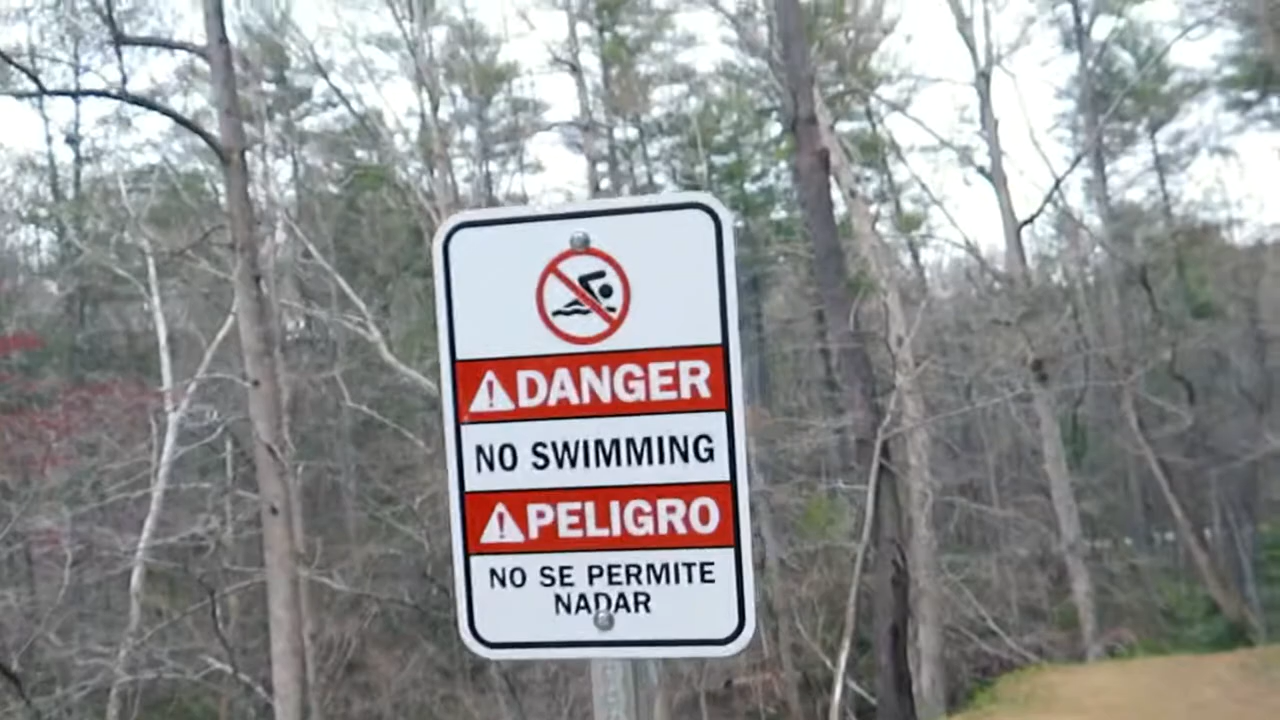 DANGER
NO SWIMMING
PELIGRO
NO SE PERMITE
NADAR